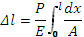 Δl = P/E ∫₀ˡ dx/A